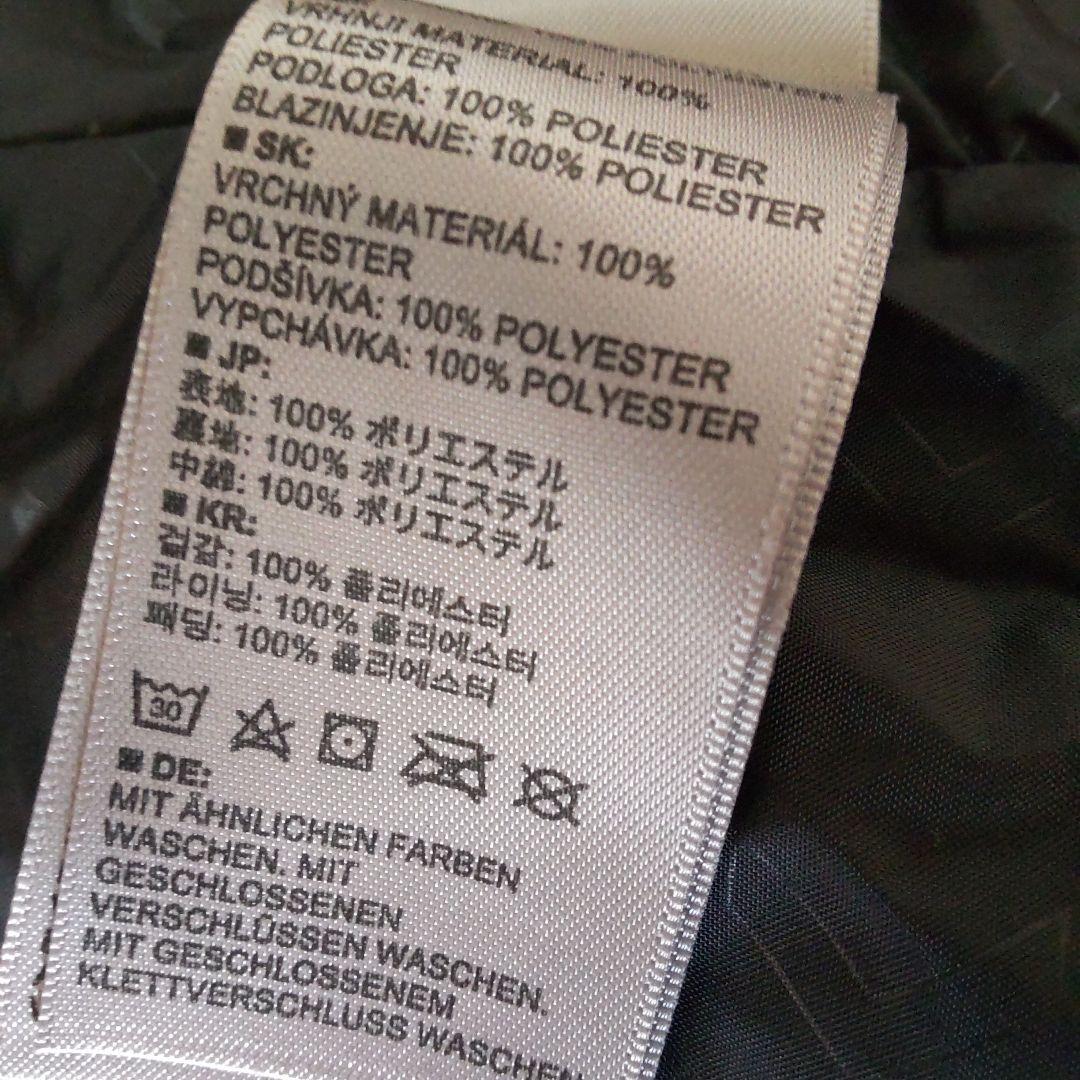 VRHNJI MATERIAL: 100%
POLIESTER
PODLOGA: 100% POLIESTER
BLAZINJENJE: 100% POLIESTER
■ SK:
VRCHNÝ MATERIÁL: 100%
POLYESTER
PODŠÍVKA: 100% POLYESTER
VYPCHÁVKA: 100% POLYESTER
■ JP:
表地: 100% ポリエステル
裏地: 100% ポリエステル
中綿: 100% ポリエステル
■ KR:
겉감: 100% 폴리에스터
라이닝: 100% 폴리에스터
패딩: 100% 폴리에스터
30
■ DE:
MIT ÄHNLICHEN FARBEN
WASCHEN. MIT
GESCHLOSSENEN
VERSCHLÜSSEN WASCHEN.
MIT GESCHLOSSENEM
KLETTVERSCHLUSS WASCHEN